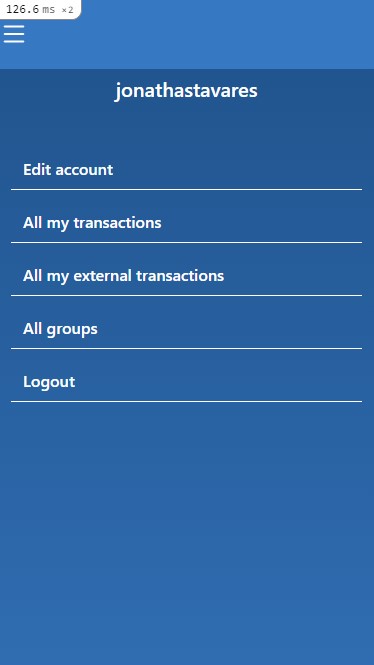 126.6 ms ×2
jonathastavares
Edit account
All my transactions
All my external transactions
All groups
Logout